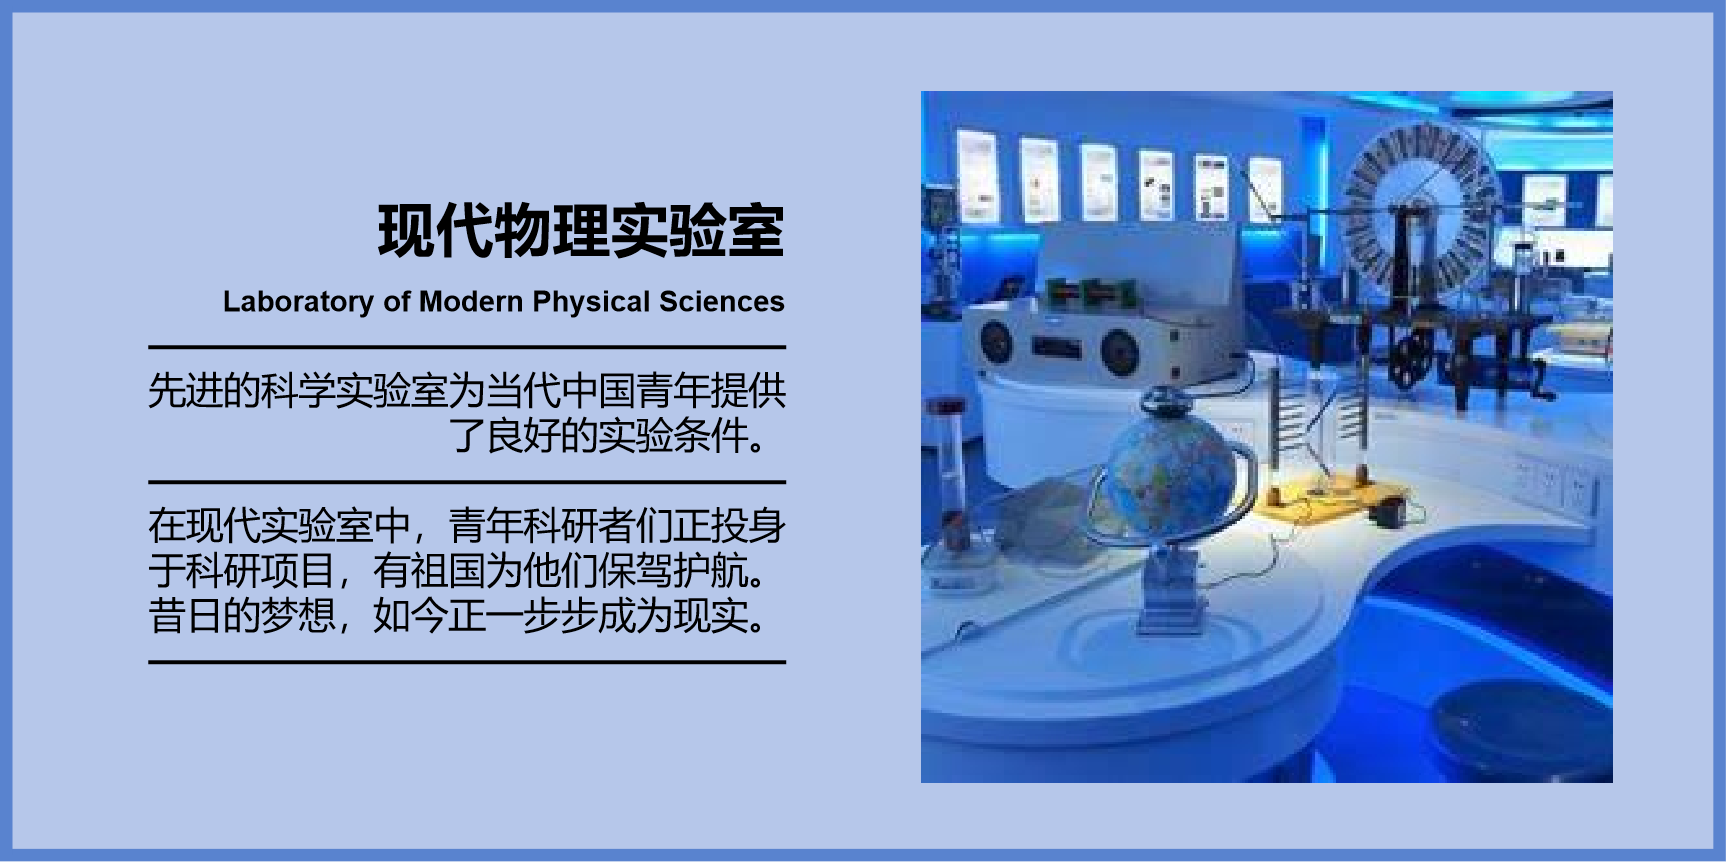 现代物理实验室
Laboratory of Modern Physical Sciences
先进的科学实验室为当代中国青年提供
了良好的实验条件。
在现代实验室中，青年科研者们正投身
于科研项目，有祖国为他们保驾护航。
昔日的梦想，如今正一步步成为现实。